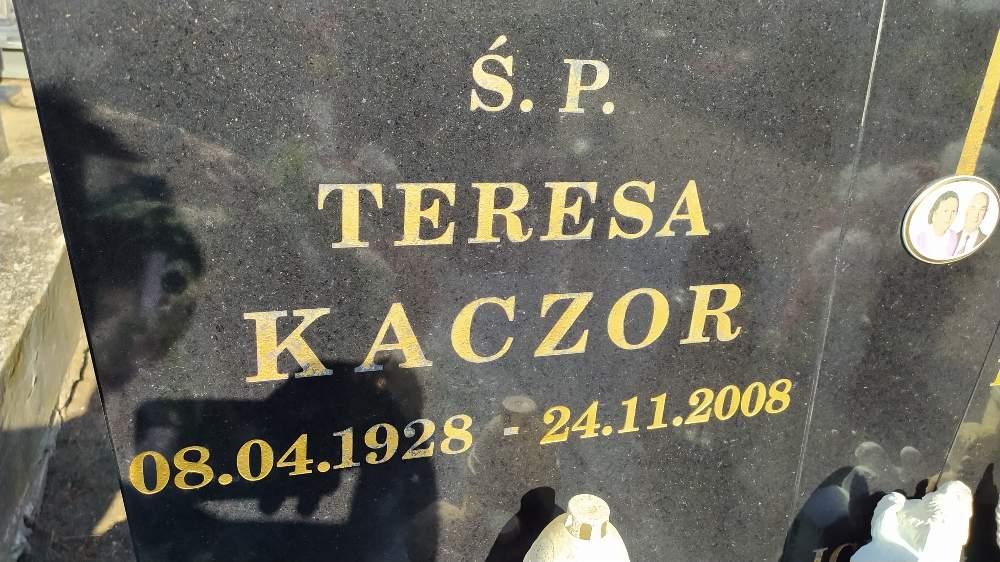 Ś. P.
TERESA
KACZOR
08.04.1928 - 24.11.2008